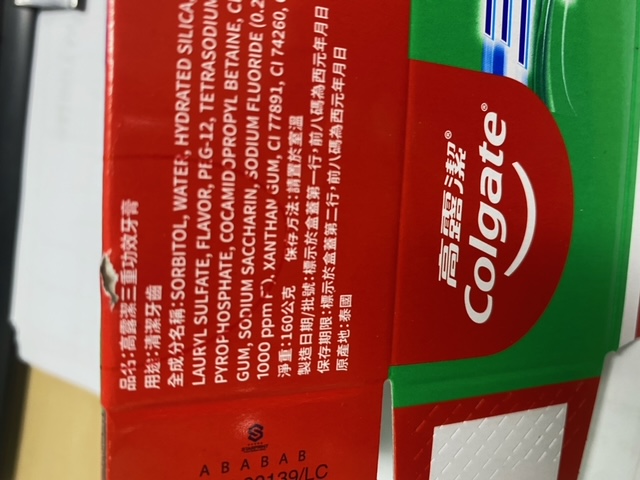 品名:高露潔三重功效牙膏
用途:清潔牙齒
全成分名稱:SORBITOL, WATER, HYDRATED SILICA,
LAURYL SULFATE, FLAVOR, PEG-12, TETRASODIUM
PYROPHOSPHATE, COCAMIDOPROPYL BETAINE,
GUM, SODIUM SACCHARIN, SODIUM FLUORIDE (0.2
1000 ppm F⁻), XANTHAN GUM, CI 77891, CI 74260,
淨重:160公克 保存方法:請置於室溫
製造日期/批號:標示於盒蓋第一行,前八碼為西元年月日
保存期限:標示於盒蓋第二行,前八碼為西元年月日
原產地:泰國
高露潔®
Colgate®
ABABAB
139/LC